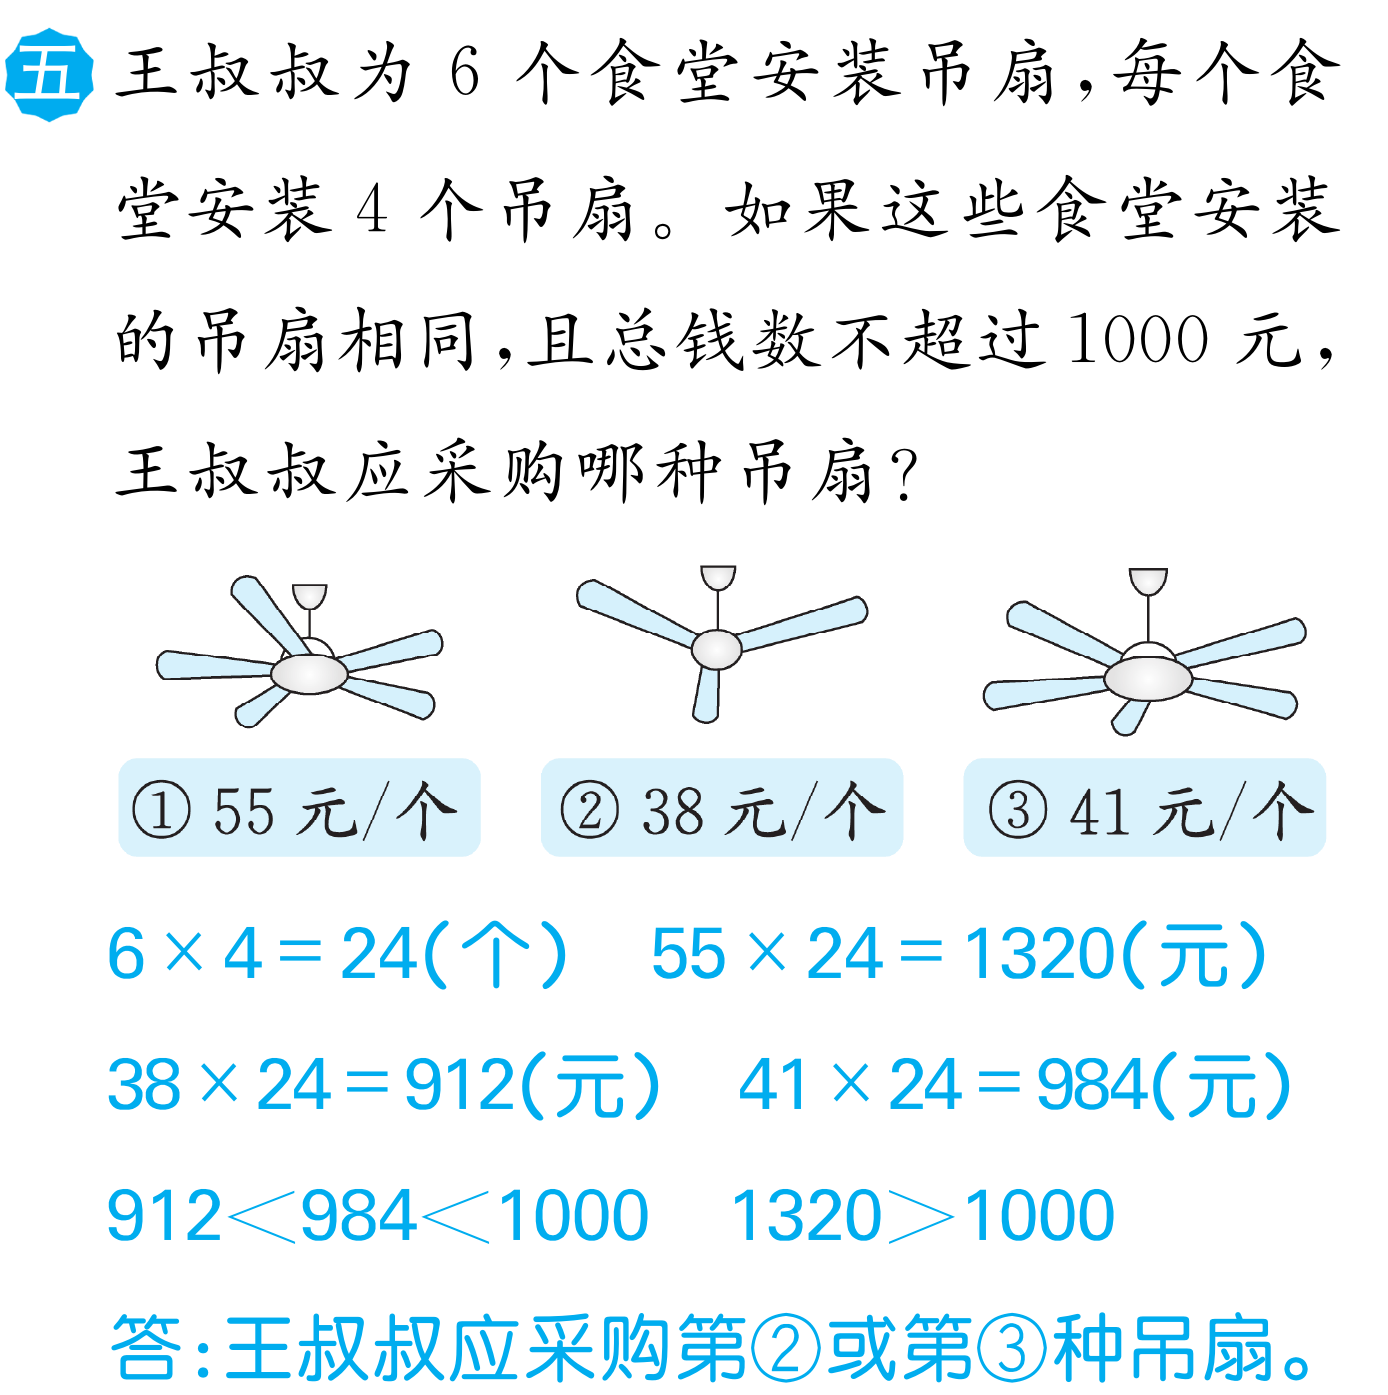 五 王叔叔为 6 个食堂安装吊扇，每个食
堂安装 4 个吊扇。如果这些食堂安装
的吊扇相同，且总钱数不超过 1000 元，
王叔叔应采购哪种吊扇？
① 55 元/个 ② 38 元/个 ③ 41 元/个
6×4=24(个) 55×24=1320(元)
38×24=912(元) 41×24=984(元)
912<984<1000 1320>1000
答：王叔叔应采购第②或第③种吊扇。